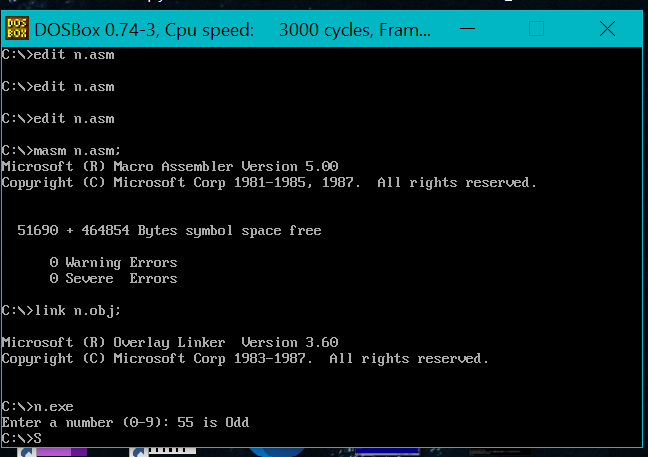 DOSBox 0.74-3, Cpu speed: 3000 cycles, Fram...
C:\>edit n.asm
C:\>edit n.asm
C:\>edit n.asm
C:\>masm n.asm;
Microsoft (R) Macro Assembler Version 5.00
Copyright (C) Microsoft Corp 1981-1985, 1987.  All rights reserved.
51690 + 464854 Bytes symbol space free
0 Warning Errors
0 Severe  Errors
C:\>link n.obj;
Microsoft (R) Overlay Linker  Version 3.60
Copyright (C) Microsoft Corp 1983-1987.  All rights reserved.
C:\>n.exe
Enter a number (0-9): 55 is Odd
C:\>S